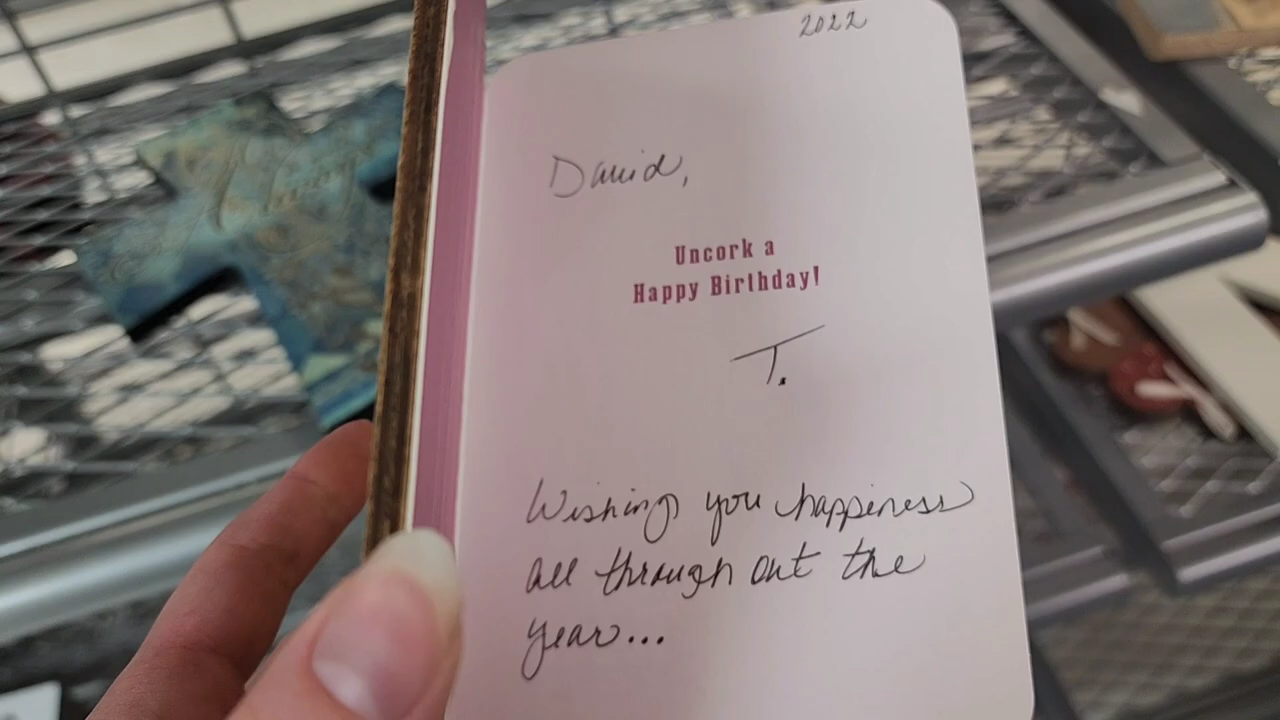 2022
David,
Uncork a
Happy Birthday!
T.
Wishing you happiness
all through out the
year...